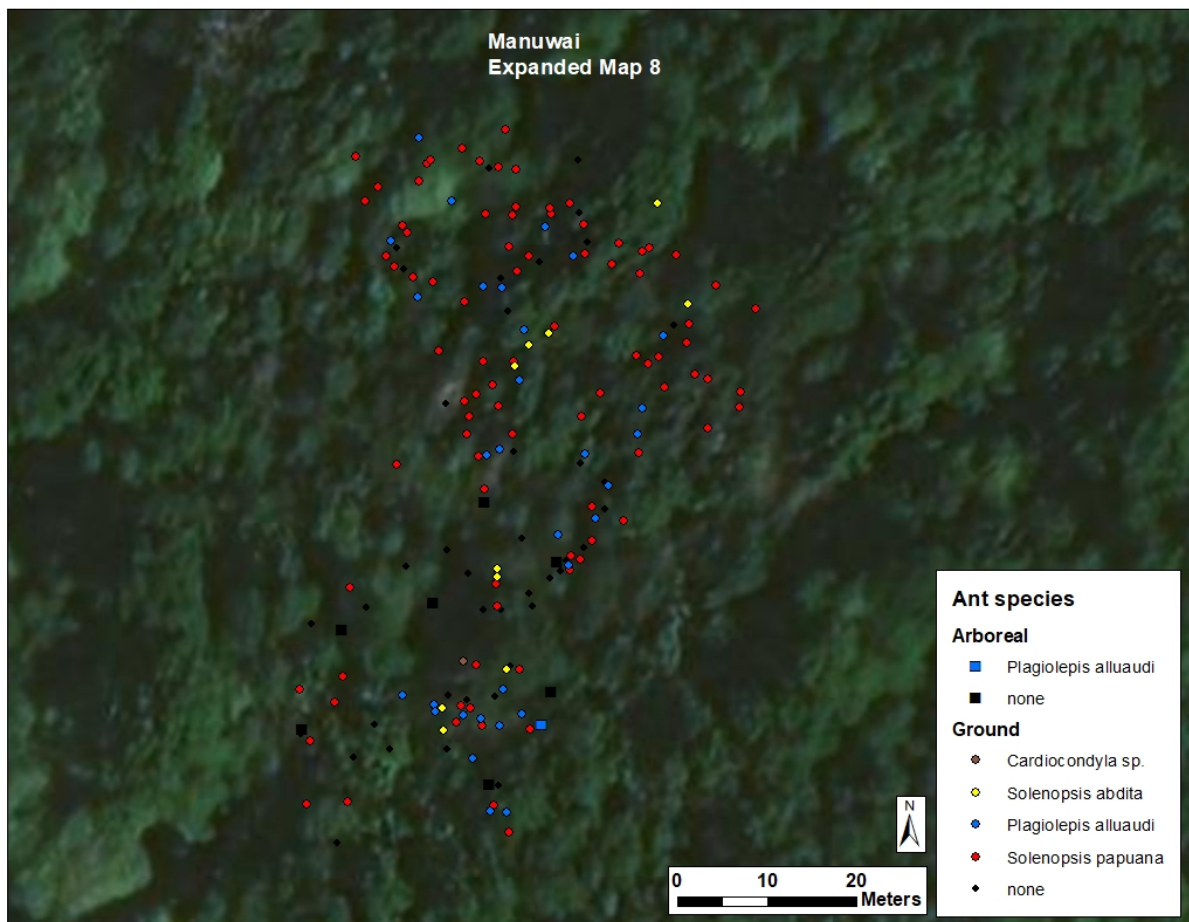 Manuwai
Expanded Map 8
Ant species
Arboreal
Plagiolepis alluaudi
none
Ground
Cardiocondyla sp.
Solenopsis abdita
Plagiolepis alluaudi
Solenopsis papuana
none
N
0 10 20
Meters